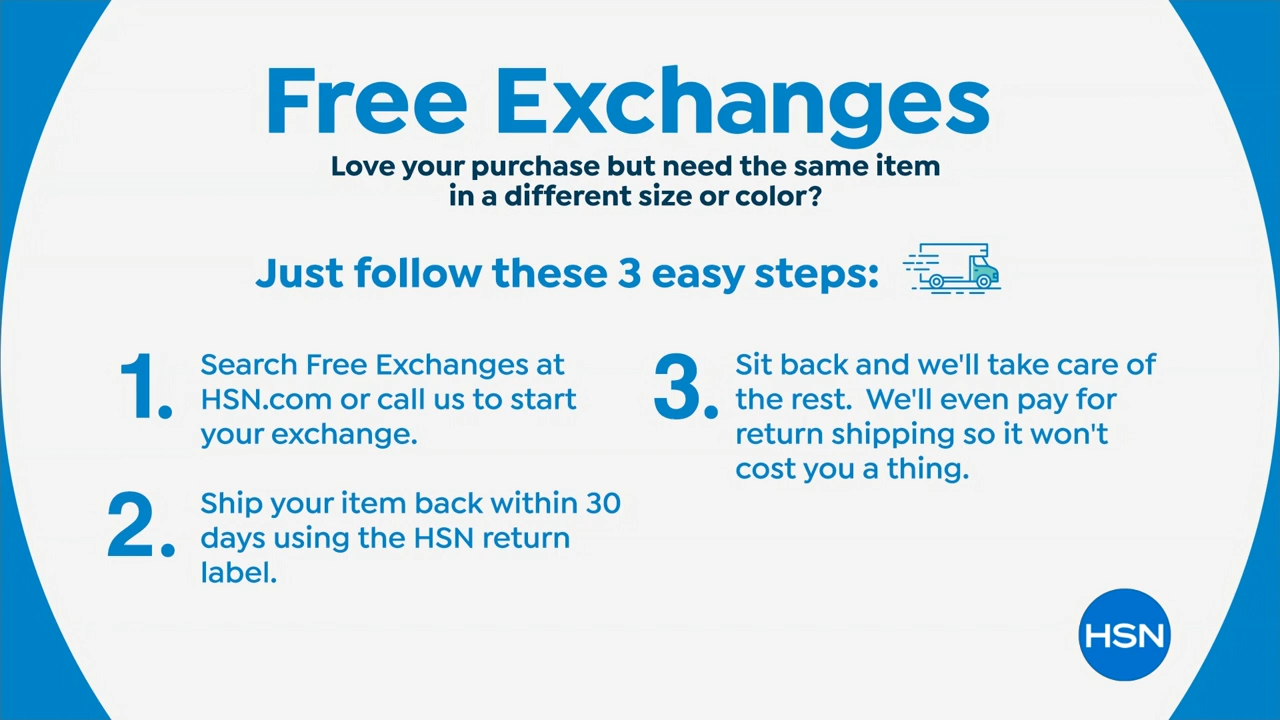 Free Exchanges
Love your purchase but need the same item
in a different size or color?
Just follow these 3 easy steps:
1. Search Free Exchanges at
HSN.com or call us to start
your exchange.
2. Ship your item back within 30
days using the HSN return
label.
3. Sit back and we'll take care of
the rest.  We'll even pay for
return shipping so it won't
cost you a thing.
HSN